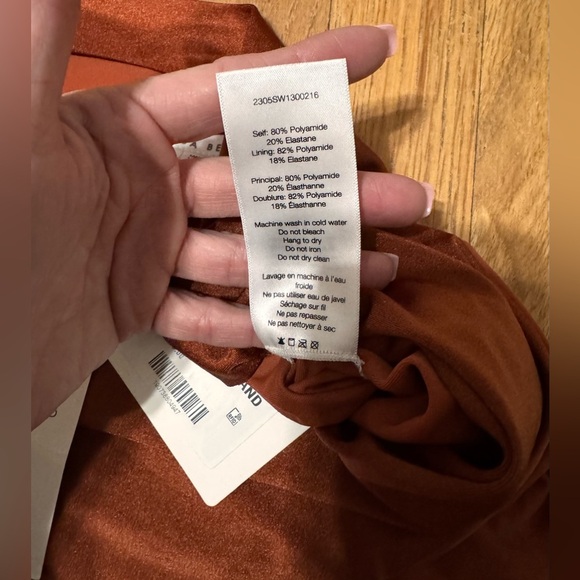 2305SW1300216
Self: 80% Polyamide
20% Elastane
Lining: 82% Polyamide
18% Elastane
Principal: 80% Polyamide
20% Élasthanne
Doublure: 82% Polyamide
18% Élasthanne
Machine wash in cold water
Do not bleach
Hang to dry
Do not iron
Do not dry clean
Lavage en machine à l'eau
froide
Ne pas utiliser eau de javel
Séchage sur fil
Ne pas repasser
Ne pas nettoyer à sec
AND